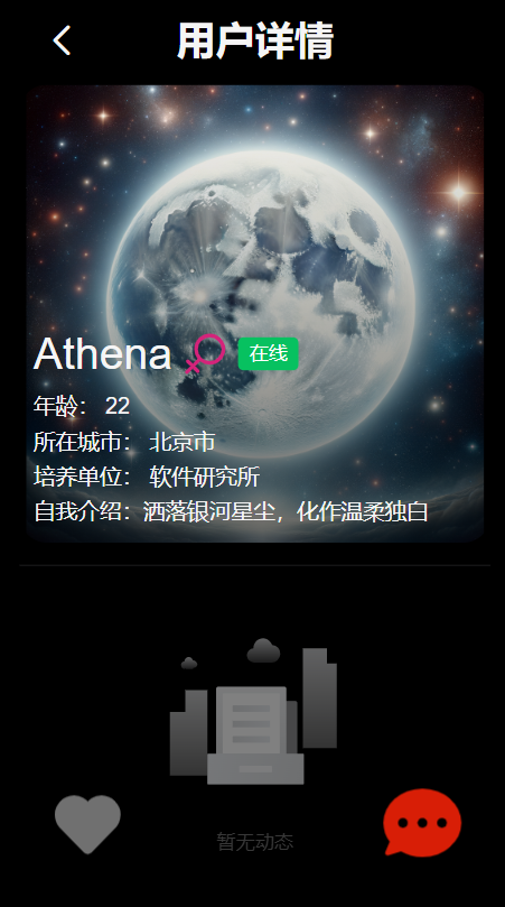 用户详情
Athena 在线
年龄： 22
所在城市： 北京市
培养单位： 软件研究所
自我介绍：洒落银河星尘，化作温柔独白
暂无动态